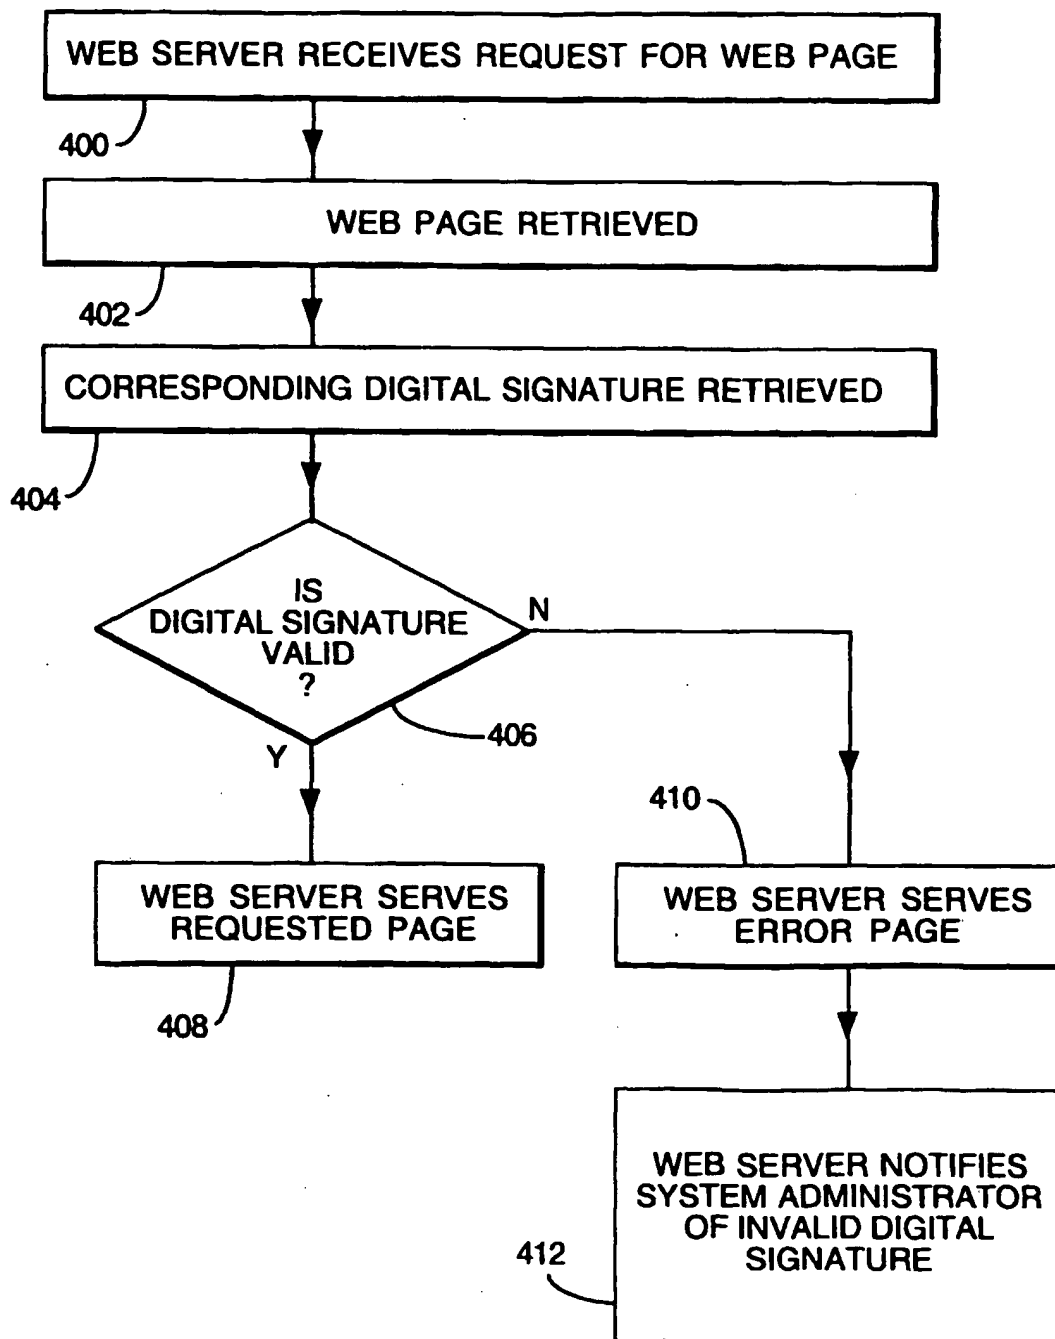 WEB SERVER RECEIVES REQUEST FOR WEB PAGE
400
WEB PAGE RETRIEVED
402
CORRESPONDING DIGITAL SIGNATURE RETRIEVED
404
IS
DIGITAL SIGNATURE
VALID
?
N
406
Y
410
WEB SERVER SERVES
REQUESTED PAGE
408
WEB SERVER SERVES
ERROR PAGE
WEB SERVER NOTIFIES
SYSTEM ADMINISTRATOR
OF INVALID DIGITAL
SIGNATURE
412